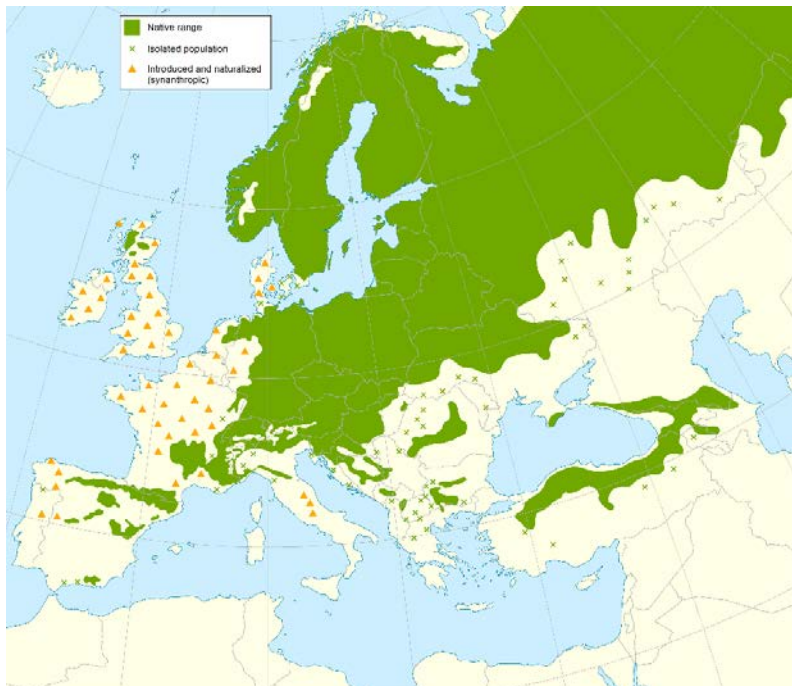 Native range
Isolated population
Introduced and naturalized
(synanthropic)